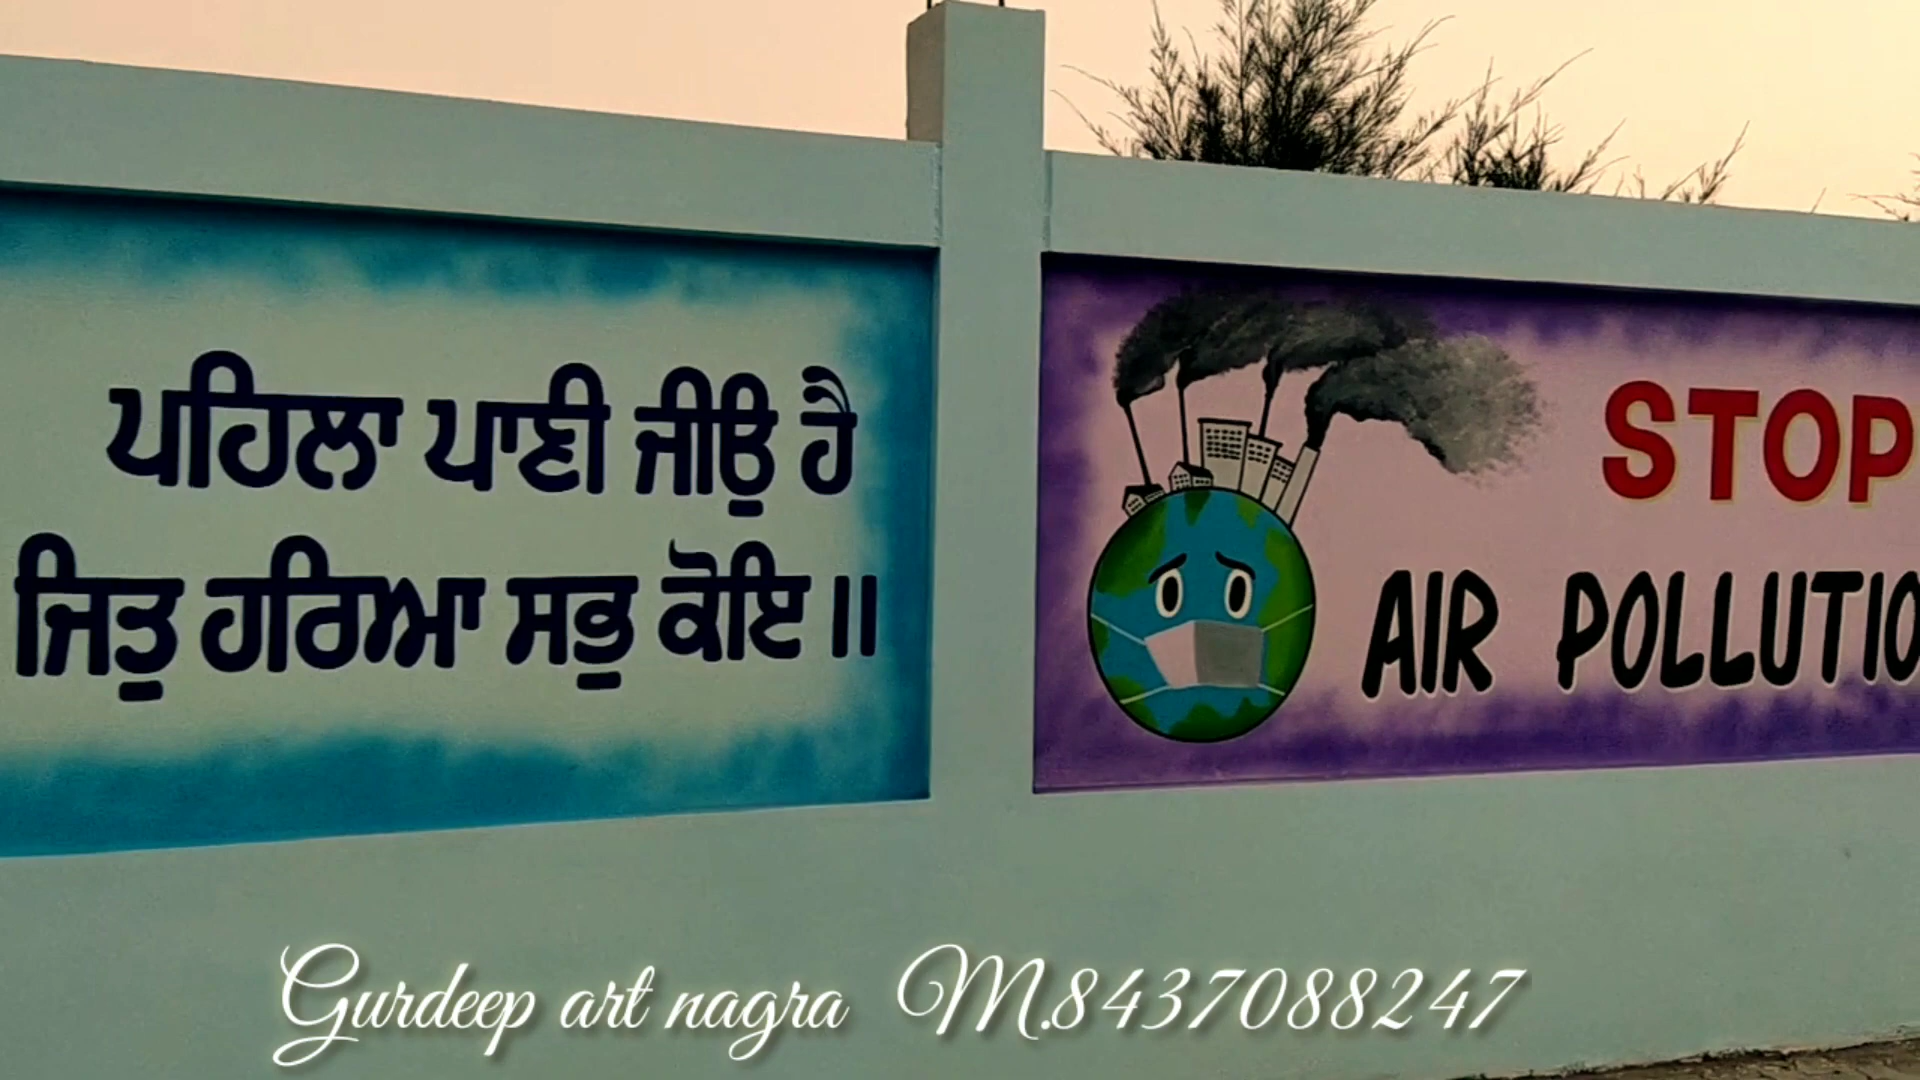 ਪਹਿਲਾ ਪਾਣੀ ਜੀਉ ਹੈ
ਜਿਤੁ ਹਰਿਆ ਸਭੁ ਕੋਇ ॥
STOP
AIR POLLUTIO
Gurdeep art nagra M.8437088247